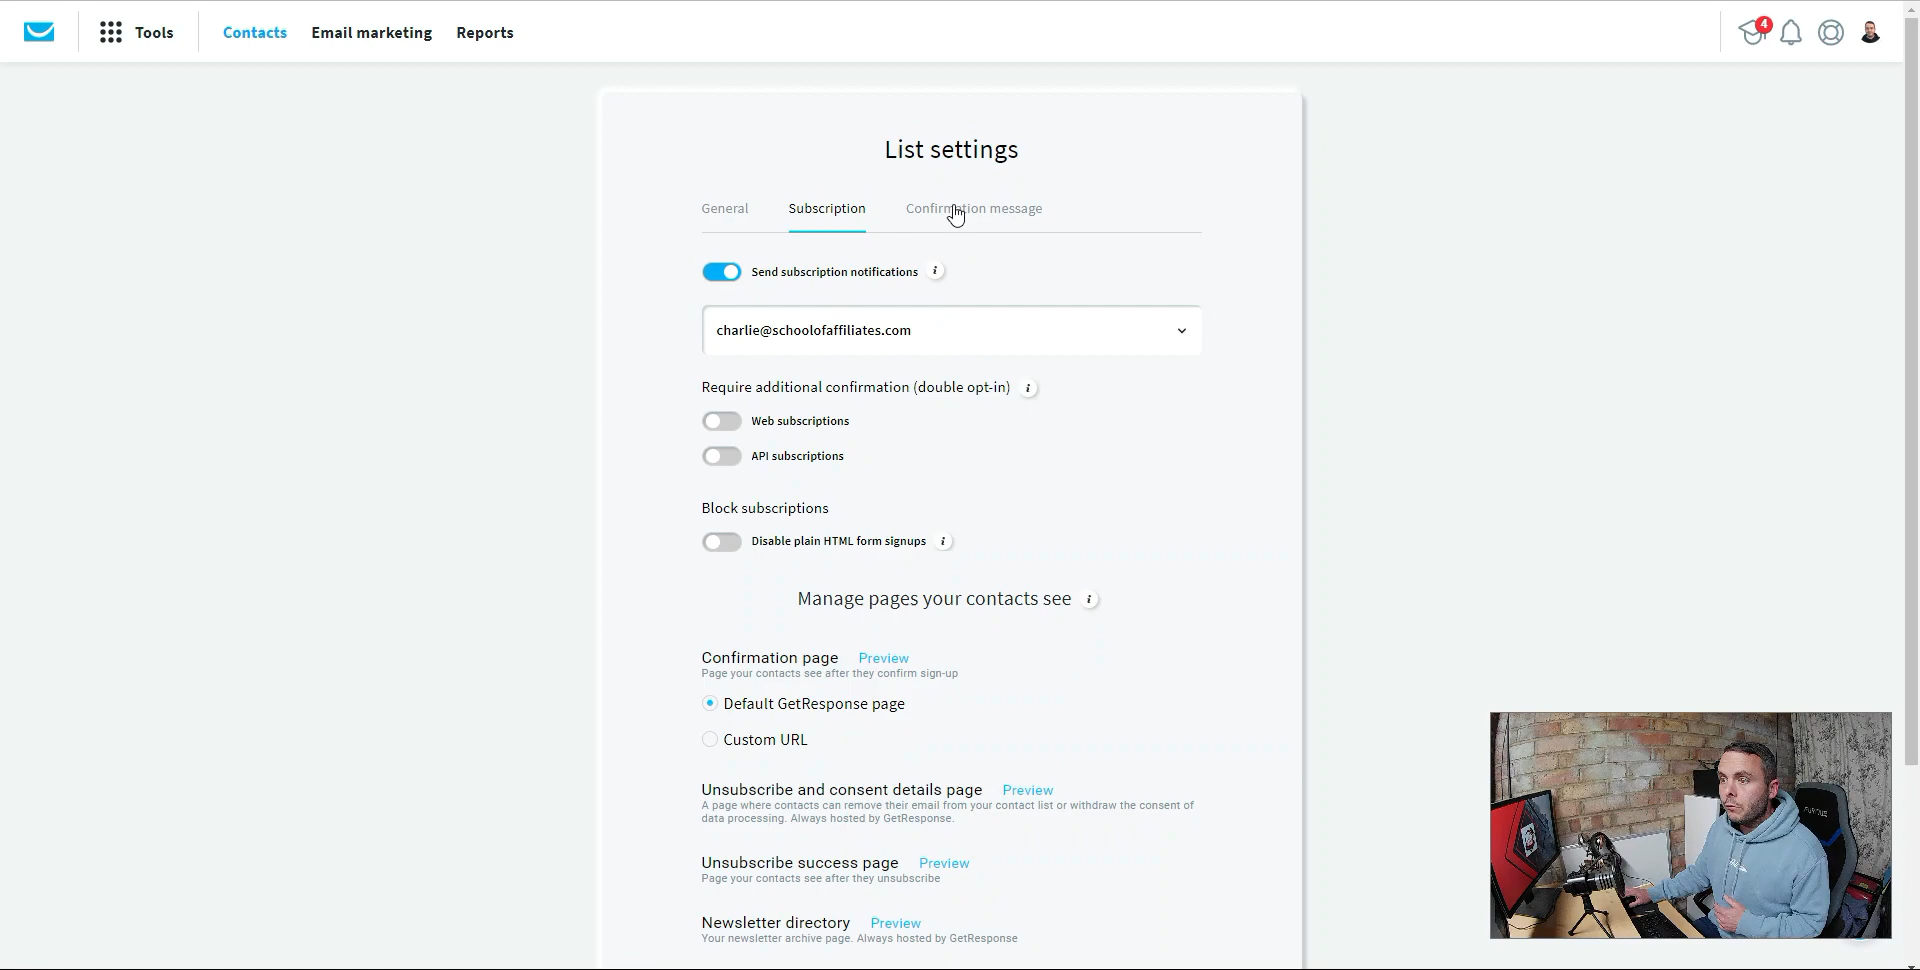 Tools
Contacts
Email marketing
Reports
4
List settings
General
Subscription
Confirmation message
Send subscription notifications i
charlie@schoolofaffiliates.com
Require additional confirmation (double opt-in) i
Web subscriptions
API subscriptions
Block subscriptions
Disable plain HTML form signups i
Manage pages your contacts see i
Confirmation page Preview
Page your contacts see after they confirm sign-up
Default GetResponse page
Custom URL
Unsubscribe and consent details page Preview
A page where contacts can remove their email from your contact list or withdraw the consent of
data processing. Always hosted by GetResponse.
Unsubscribe success page Preview
Page your contacts see after they unsubscribe
Newsletter directory Preview
Your newsletter archive page. Always hosted by GetResponse